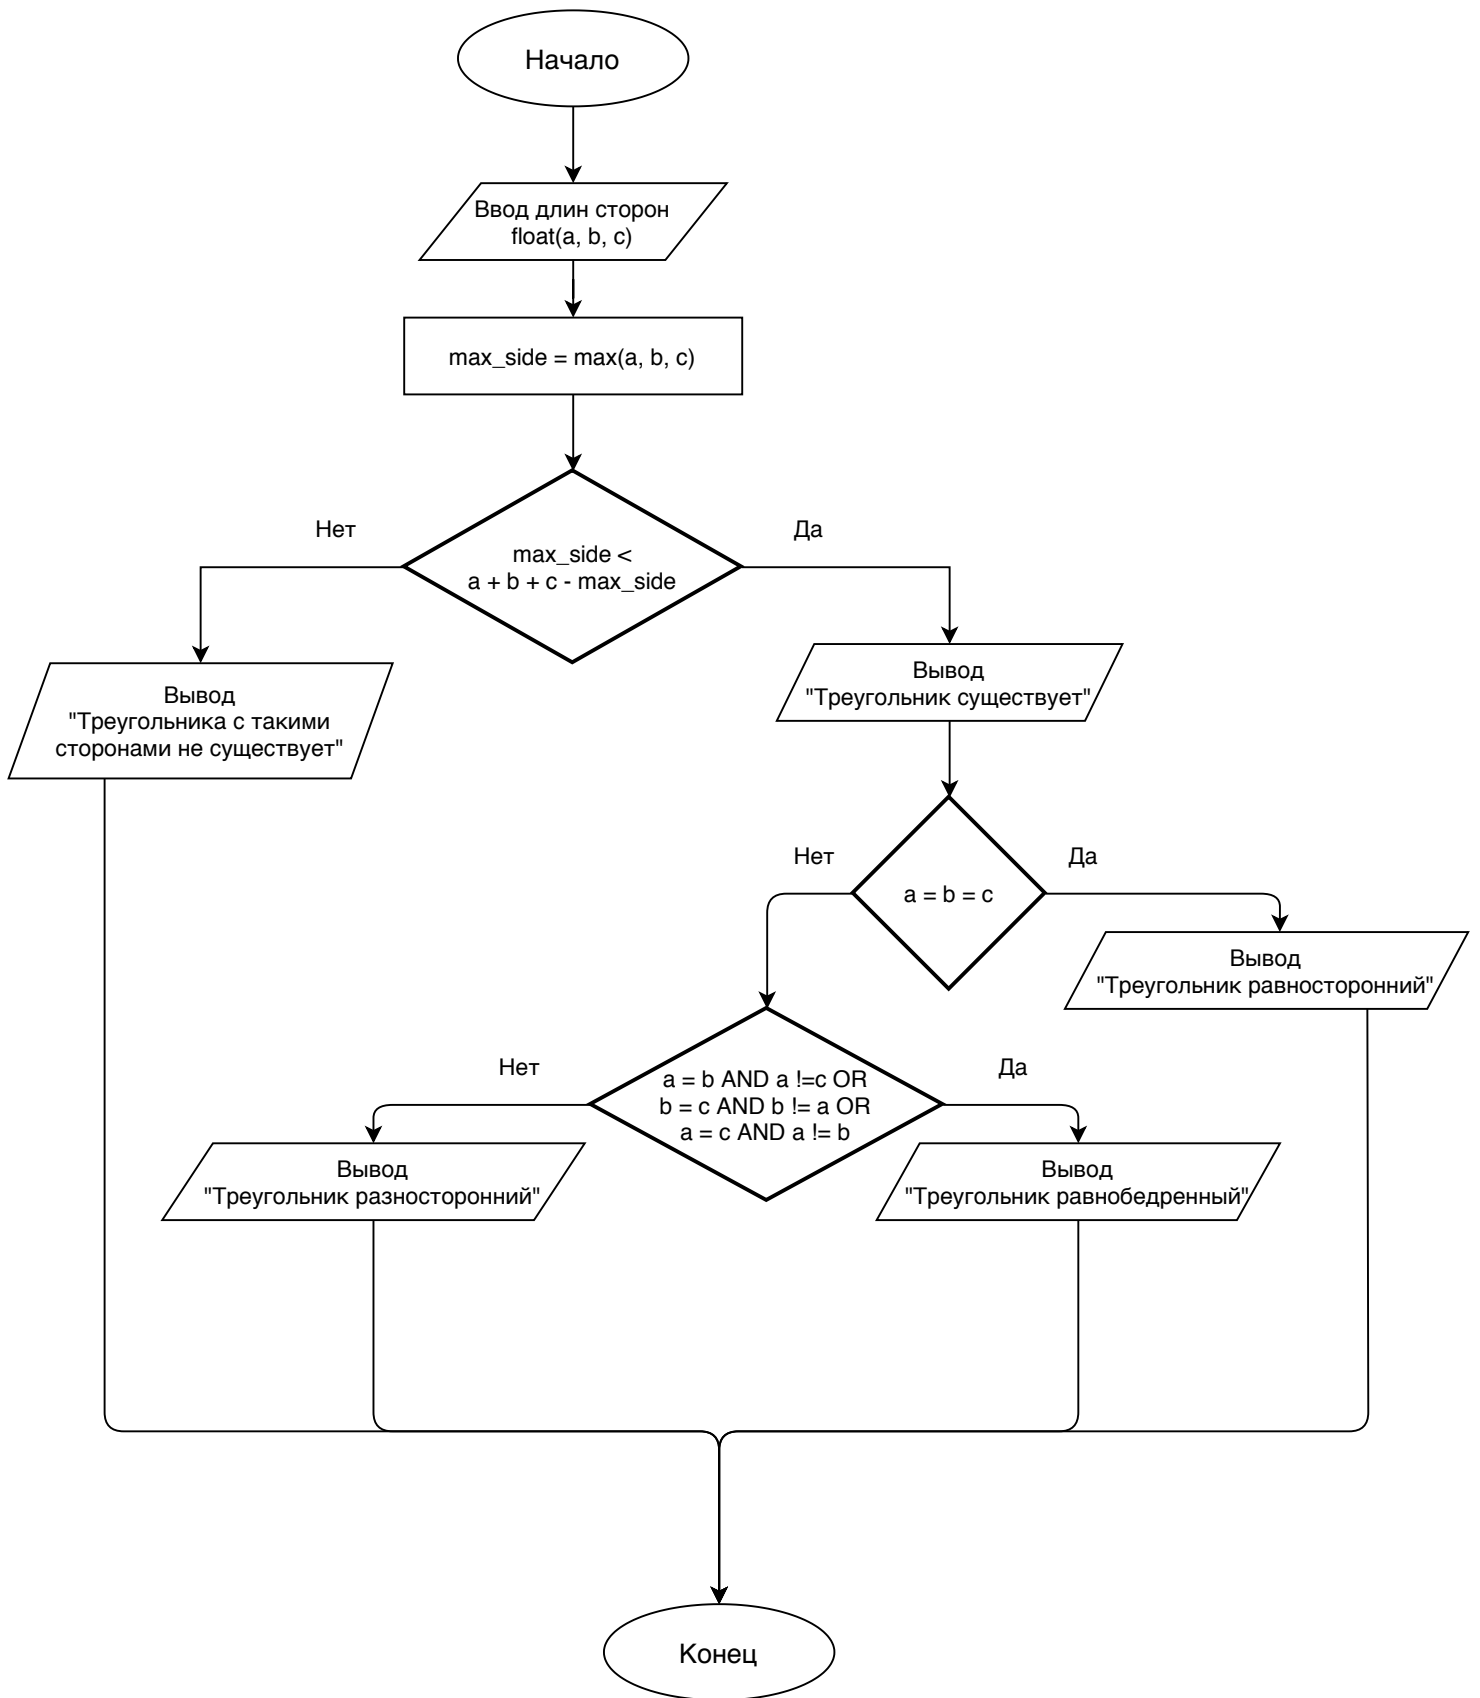 Начало
Ввод длин сторон
float(a, b, c)
max_side = max(a, b, c)
Нет
Да
max_side <
a + b + c - max_side
Вывод
"Треугольника с такими
сторонами не существует"
Вывод
"Треугольник существует"
Нет
Да
a = b = c
Вывод
"Треугольник равносторонний"
Нет
Да
a = b AND a !=c OR
b = c AND b != a OR
a = c AND a != b
Вывод
"Треугольник разносторонний"
Вывод
"Треугольник равнобедренный"
Конец